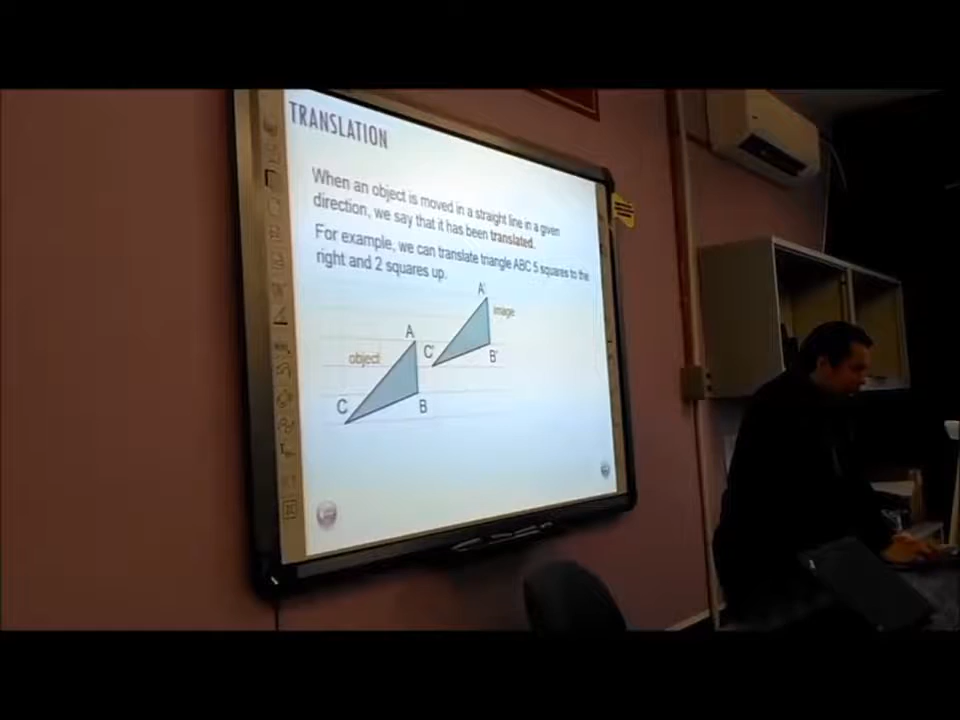 TRANSLATION
When an object is moved in a straight line in a given
direction, we say that it has been translated.
For example, we can translate triangle ABC 5 squares to the
right and 2 squares up.
A'
image
A
object
C'
B'
C
B